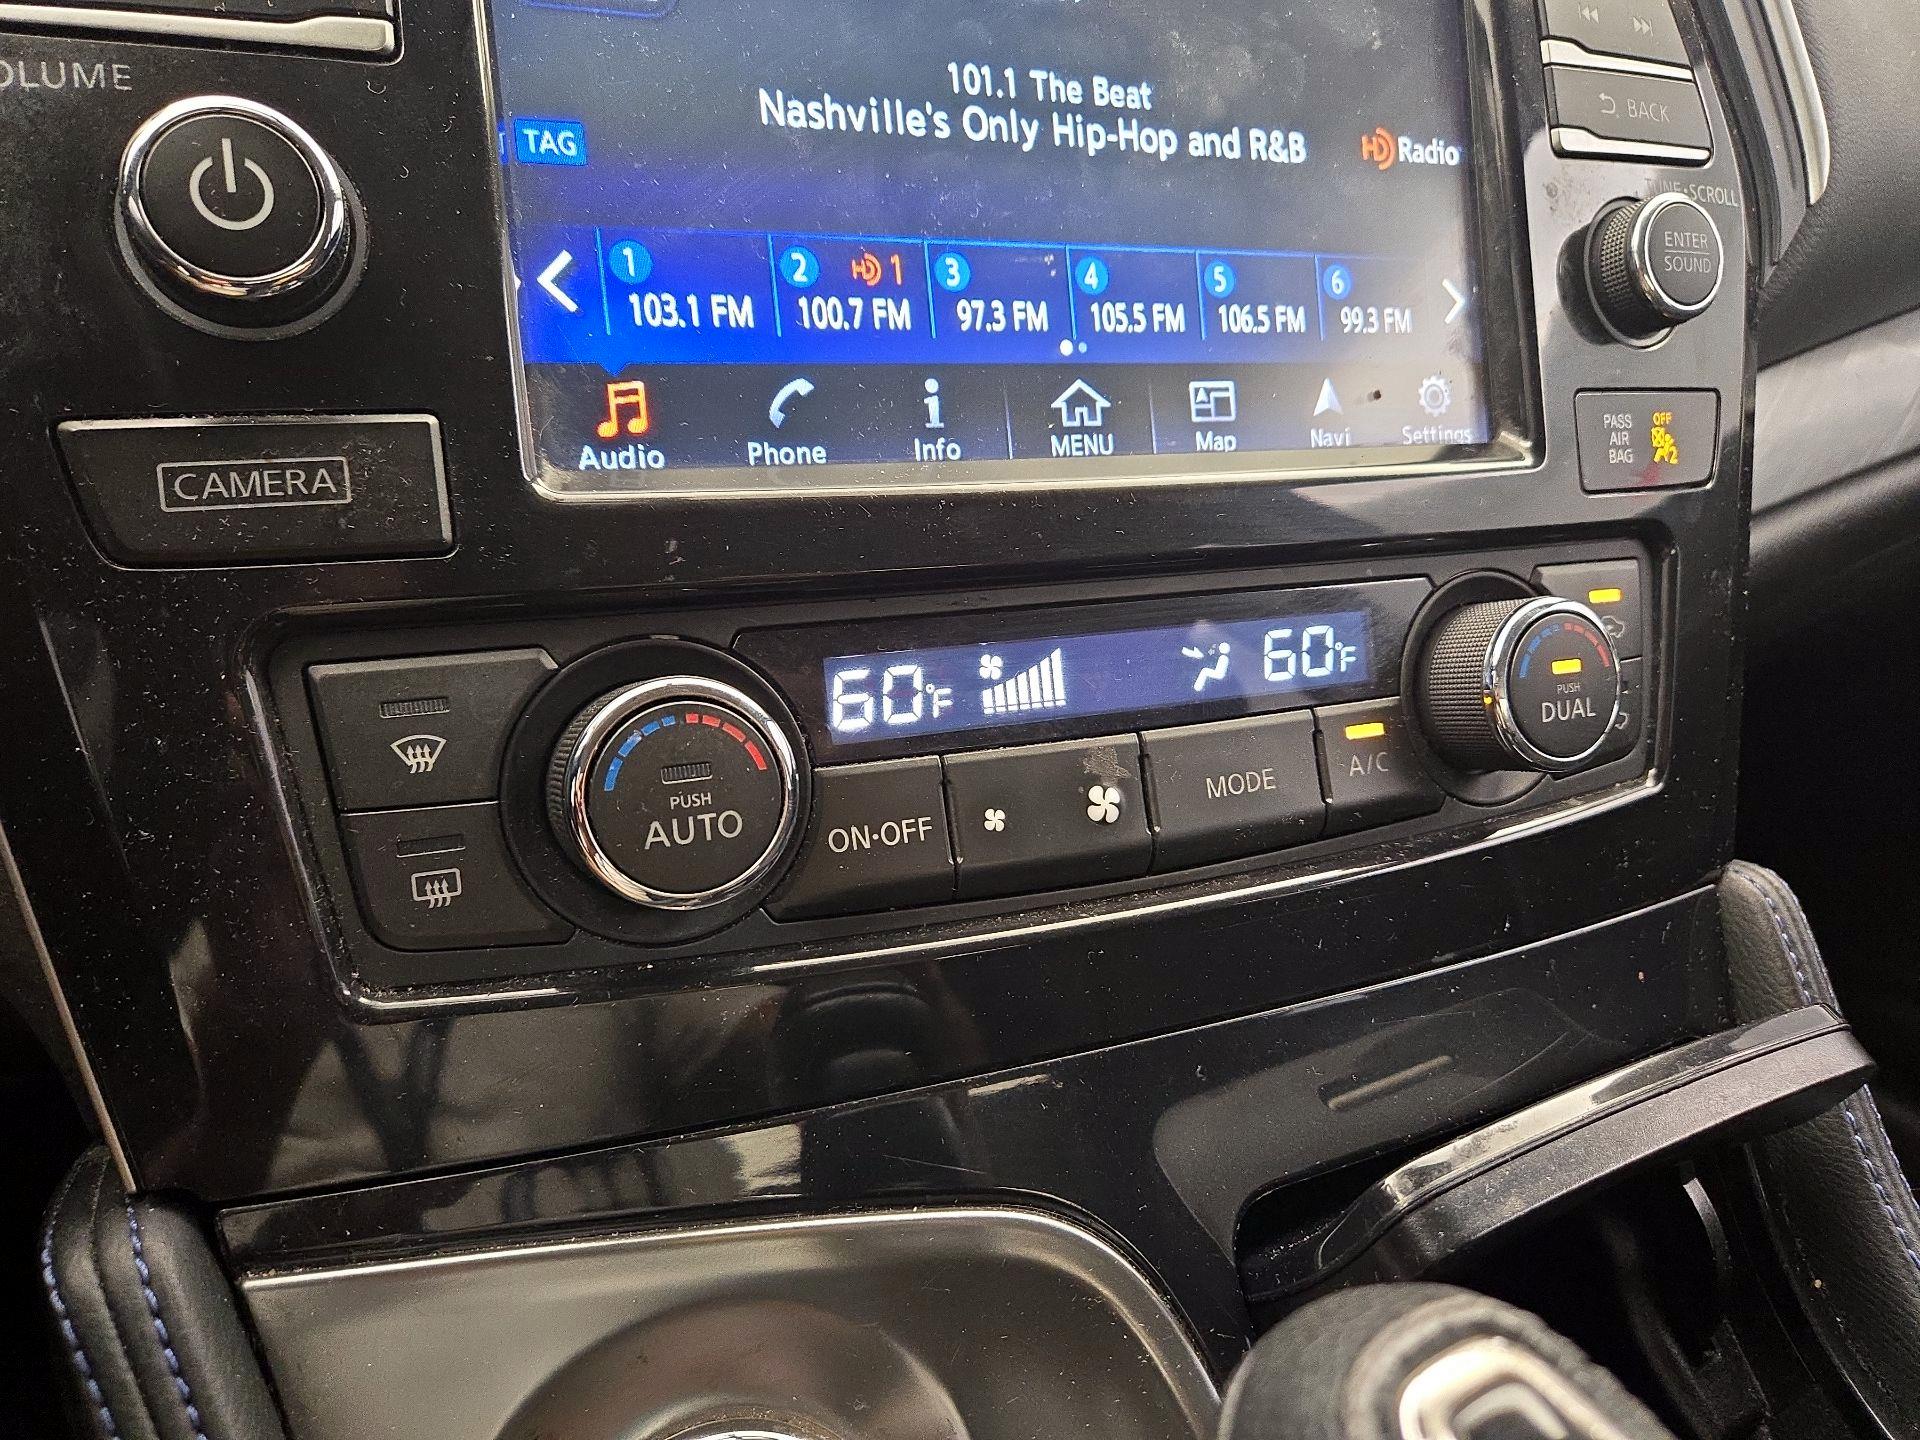 101.1 The Beat
Nashville's Only Hip-Hop and R&B
TAG
HD Radio
BACK
TUNE•SCROLL
ENTER
SOUND
1
2
HD 1
3
4
5
6
103.1 FM
100.7 FM
97.3 FM
105.5 FM
106.5 FM
99.3 FM
Audio
Phone
Info
MENU
Map
Navi
Settings
PASS
AIR
BAG
OFF
2
CAMERA
60°F
60°F
PUSH
AUTO
ON•OFF
MODE
A/C
PUSH
DUAL